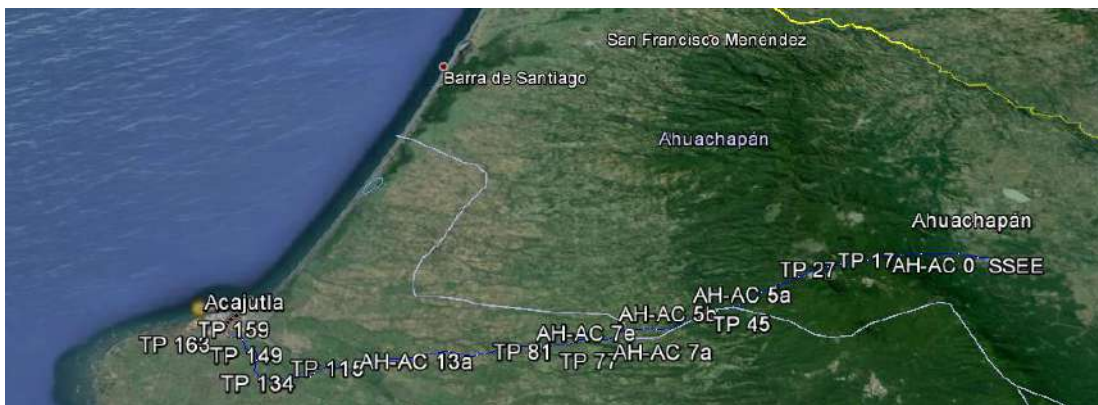 San Francisco Menéndez
Barra de Santiago
Ahuachapán
Ahuachapán
TP 27
TP 17
AH-AC 0
SSEE
AH-AC 5a
Acajutla
AH-AC 5b
TP 45
TP 159
AH-AC 7e
TP 163
TP 149
TP 81
TP 77
AH-AC 7a
TP 115
AH-AC 13a
TP 134